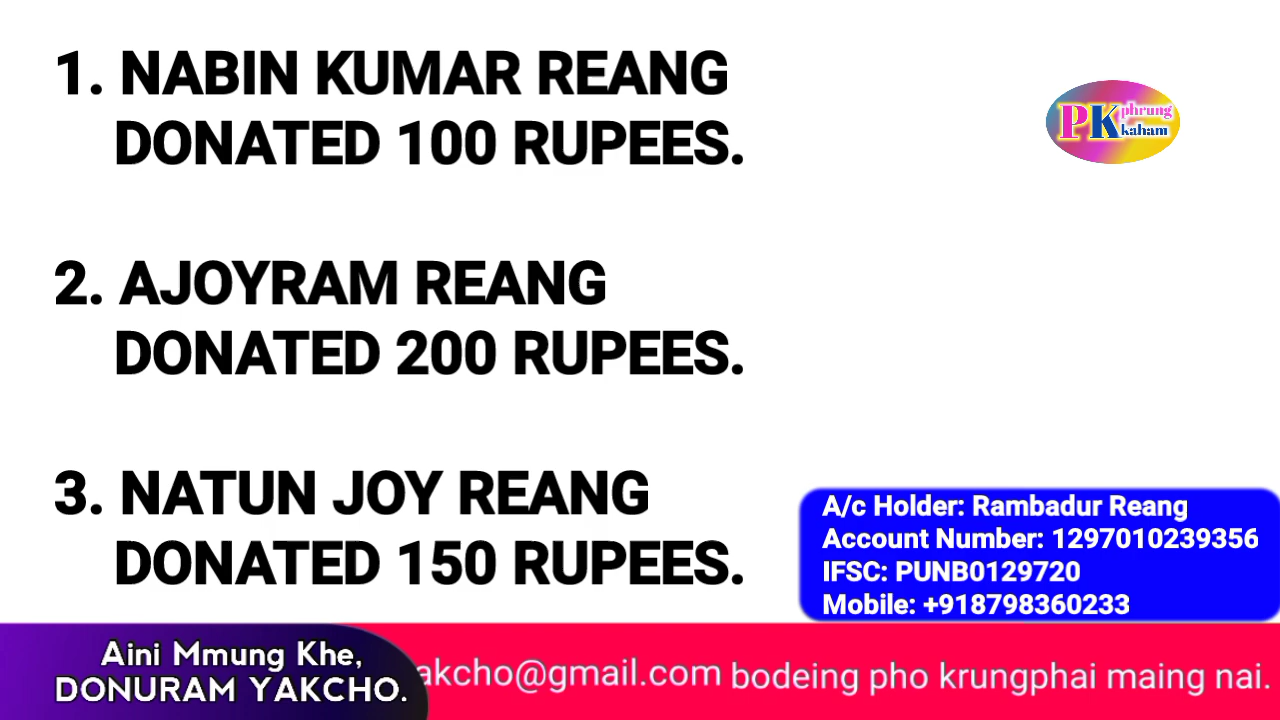 1. NABIN KUMAR REANG
DONATED 100 RUPEES.
2. AJOYRAM REANG
DONATED 200 RUPEES.
3. NATUN JOY REANG
DONATED 150 RUPEES.
PK phrung
kaham
A/c Holder: Rambadur Reang
Account Number: 1297010239356
IFSC: PUNB0129720
Mobile: +918798360233
Aini Mmung Khe,
DONURAM YAKCHO.
akcho@gmail.com bodeing pho krungphai maing nai.